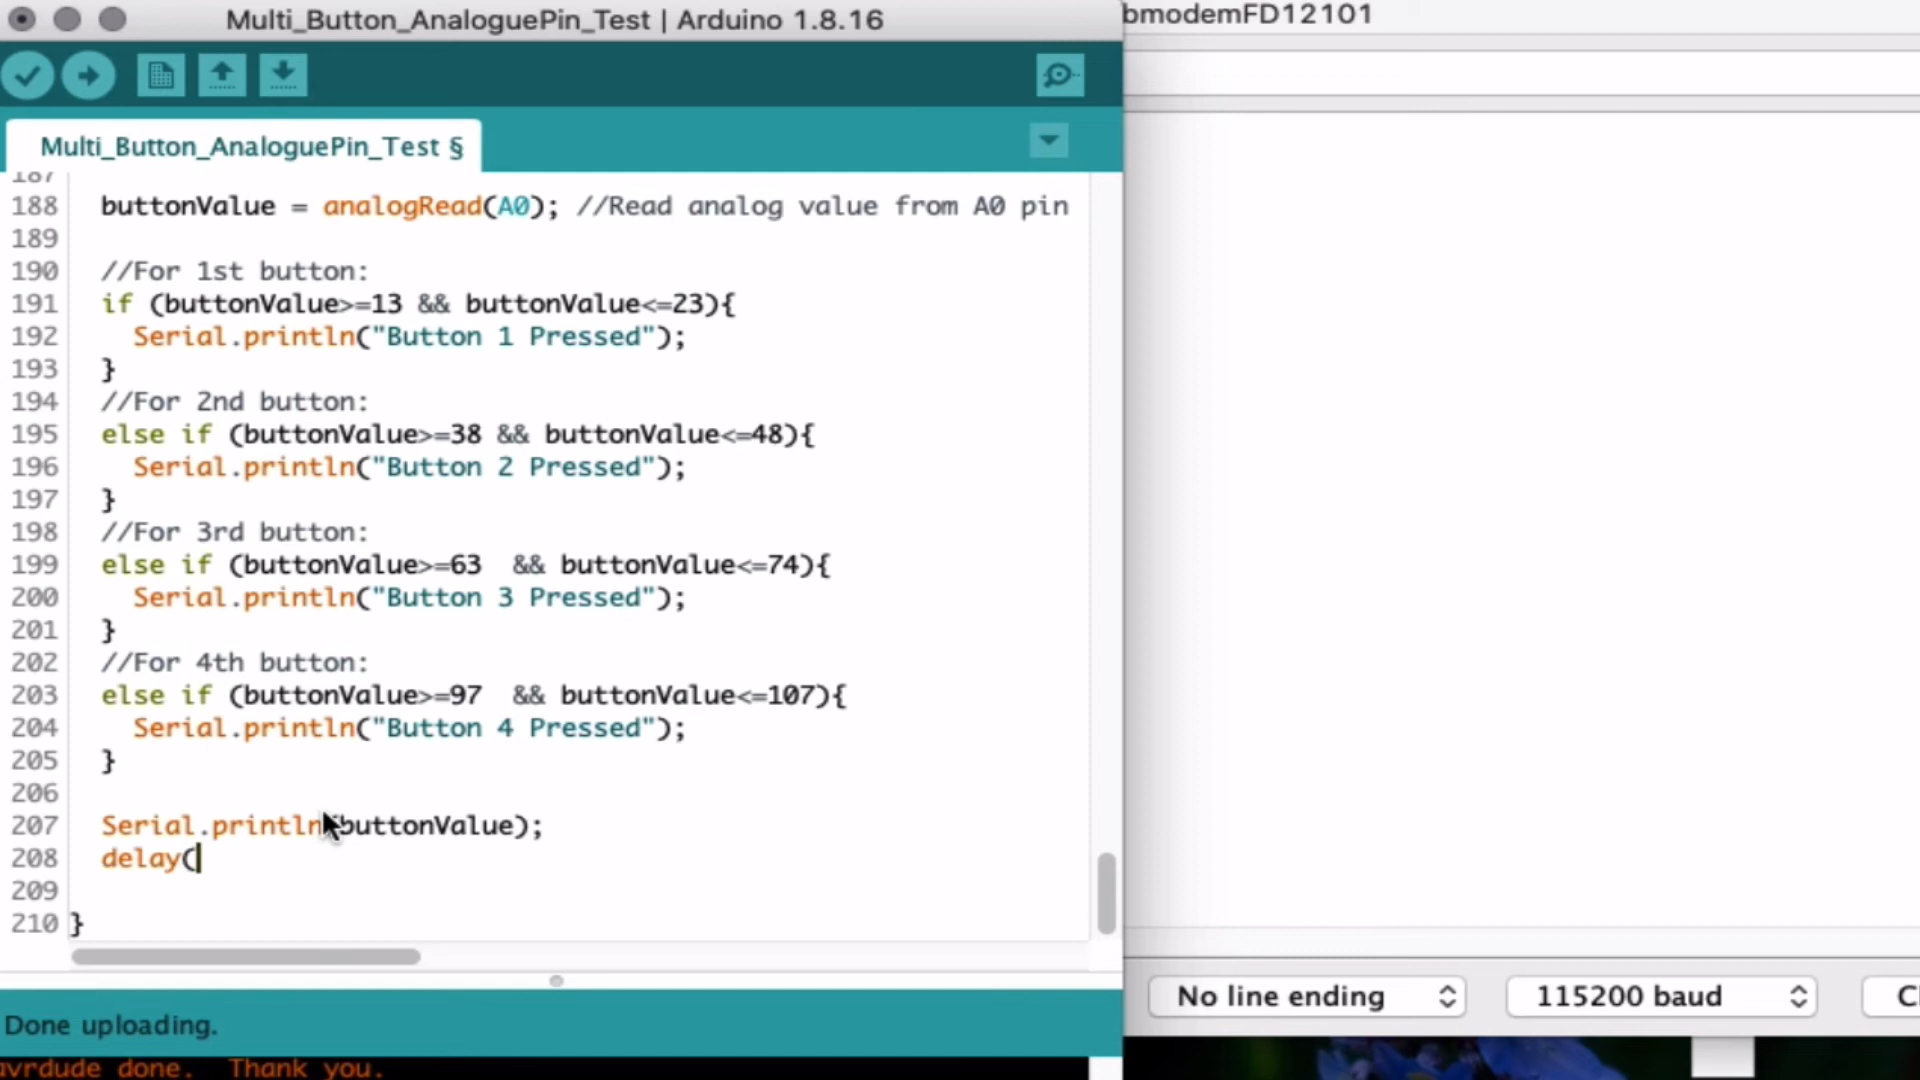 Multi_Button_AnaloguePin_Test | Arduino 1.8.16
bmodemFD12101
Multi_Button_AnaloguePin_Test §
187
188 buttonValue = analogRead(A0); //Read analog value from A0 pin
189
190 //For 1st button:
191 if (buttonValue>=13 && buttonValue<=23){
192 Serial.println("Button 1 Pressed");
193 }
194 //For 2nd button:
195 else if (buttonValue>=38 && buttonValue<=48){
196 Serial.println("Button 2 Pressed");
197 }
198 //For 3rd button:
199 else if (buttonValue>=63  && buttonValue<=74){
200 Serial.println("Button 3 Pressed");
201 }
202 //For 4th button:
203 else if (buttonValue>=97  && buttonValue<=107){
204 Serial.println("Button 4 Pressed");
205 }
206
207 Serial.println(buttonValue);
208 delay(
209
210 }
No line ending 115200 baud
Done uploading.
avrdude done.  Thank you.